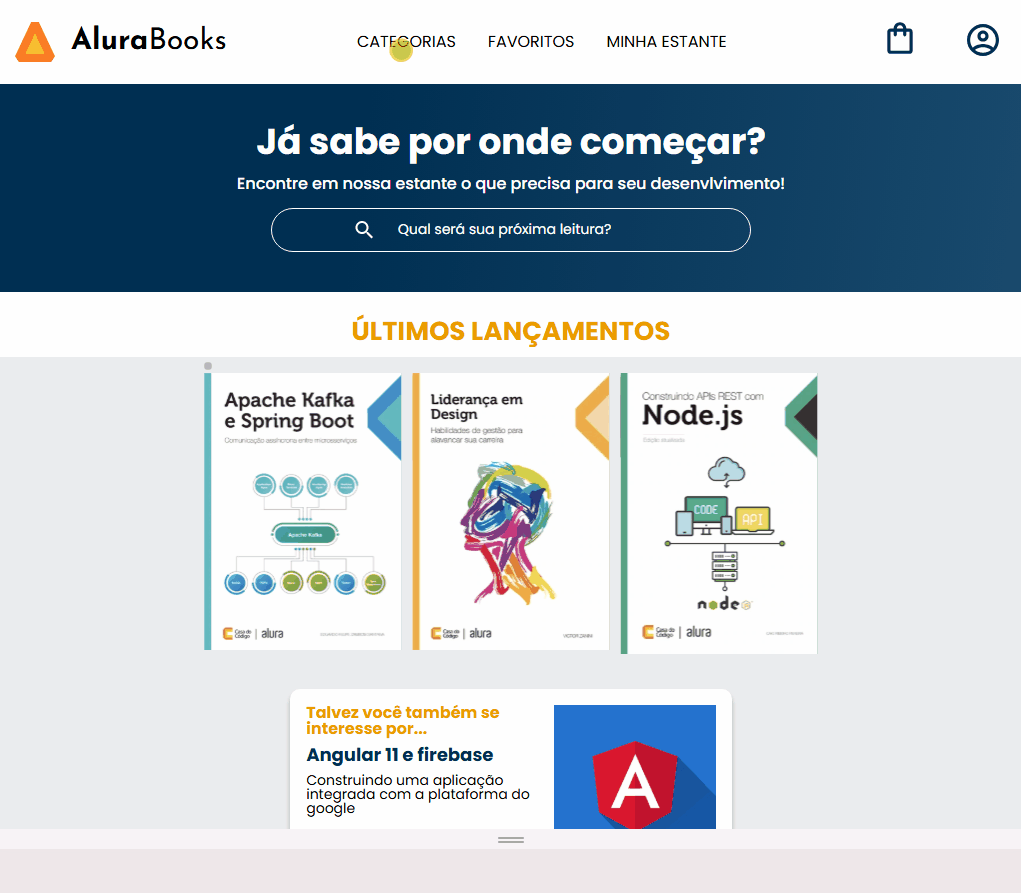 AluraBooks
CATEGORIAS
FAVORITOS
MINHA ESTANTE
Já sabe por onde começar?
Encontre em nossa estante o que precisa para seu desenvlvimento!
Qual será sua próxima leitura?
ÚLTIMOS LANÇAMENTOS
Apache Kafka
e Spring Boot
Comunicação assíncrona entre microsserviços
Apache Kafka
Casa do
Código
alura
Liderança em
Design
Habilidades de gestão para
alavancar sua carreira
Casa do
Código
alura
VICTOR ZANINI
Construindo APIs REST com
Node.js
Edição atualizada
CODE
API
node
Casa do
Código
alura
Talvez você também se
interesse por...
Angular 11 e firebase
Construindo uma aplicação
integrada com a plataforma do
google
A